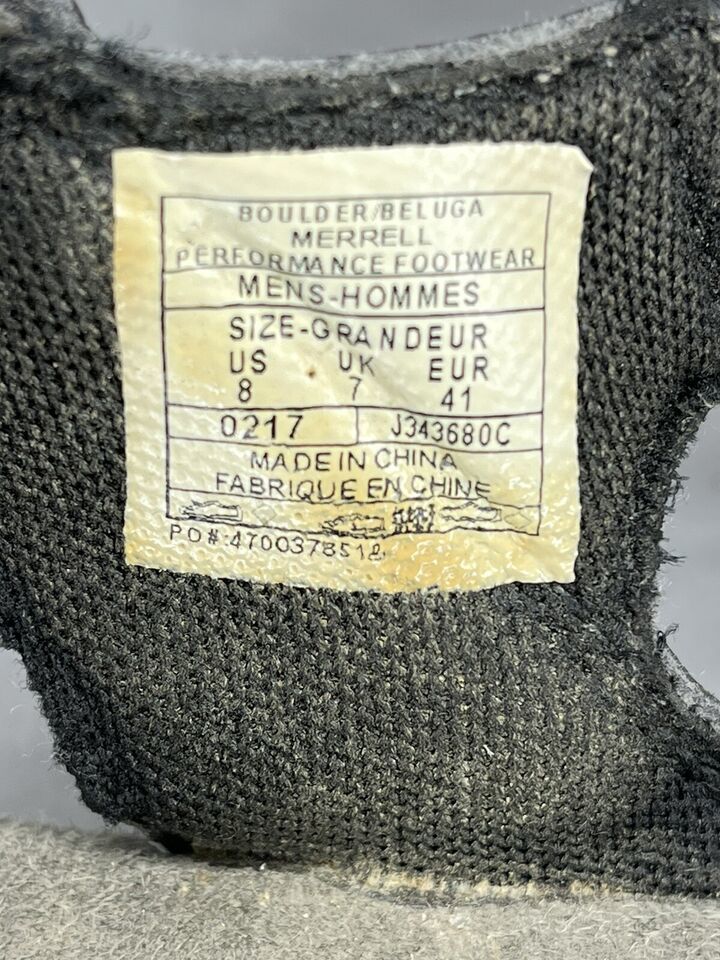 BOULDER/BELUGA
MERRELL
PERFORMANCE FOOTWEAR
MENS-HOMMES
SIZE-GRANDEUR
US UK EUR
8 7 41
0217 J343680C
MADE IN CHINA
FABRIQUE EN CHINE
PO#:4700378518